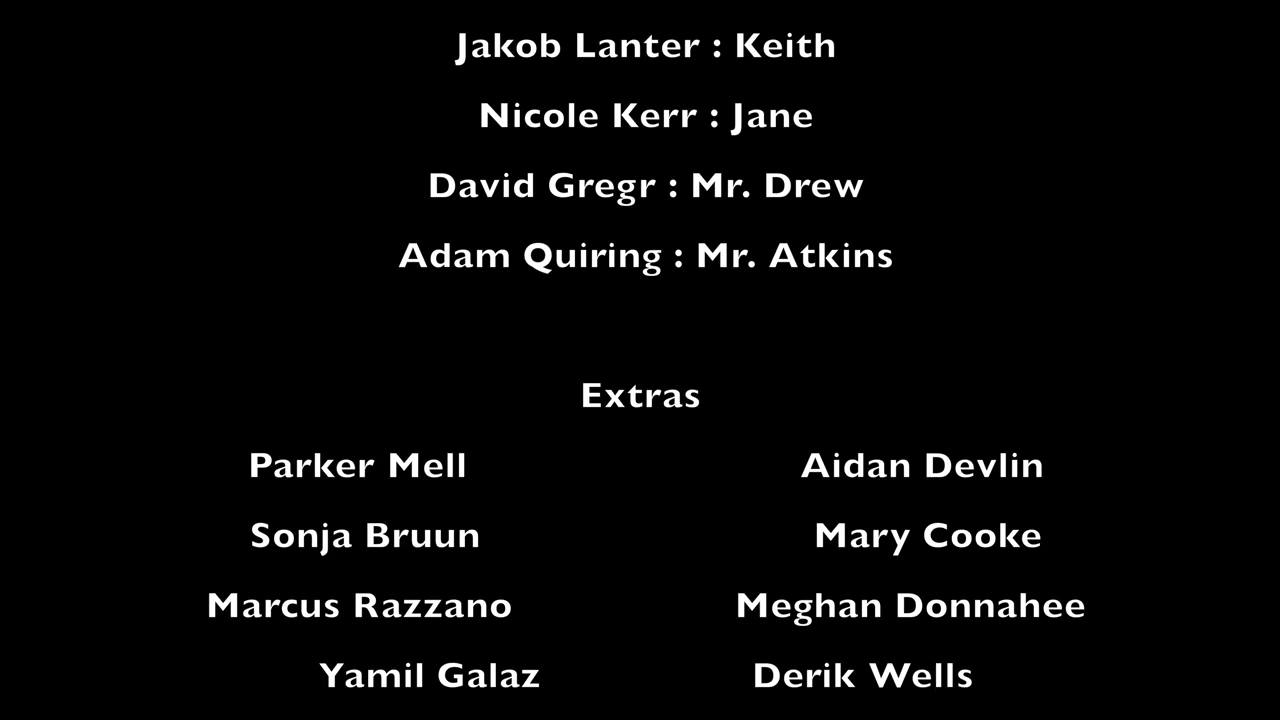 Jakob Lanter : Keith
Nicole Kerr : Jane
David Gregr : Mr. Drew
Adam Quiring : Mr. Atkins
Extras
Parker Mell Aidan Devlin
Sonja Bruun Mary Cooke
Marcus Razzano Meghan Donnahee
Yamil Galaz Derik Wells